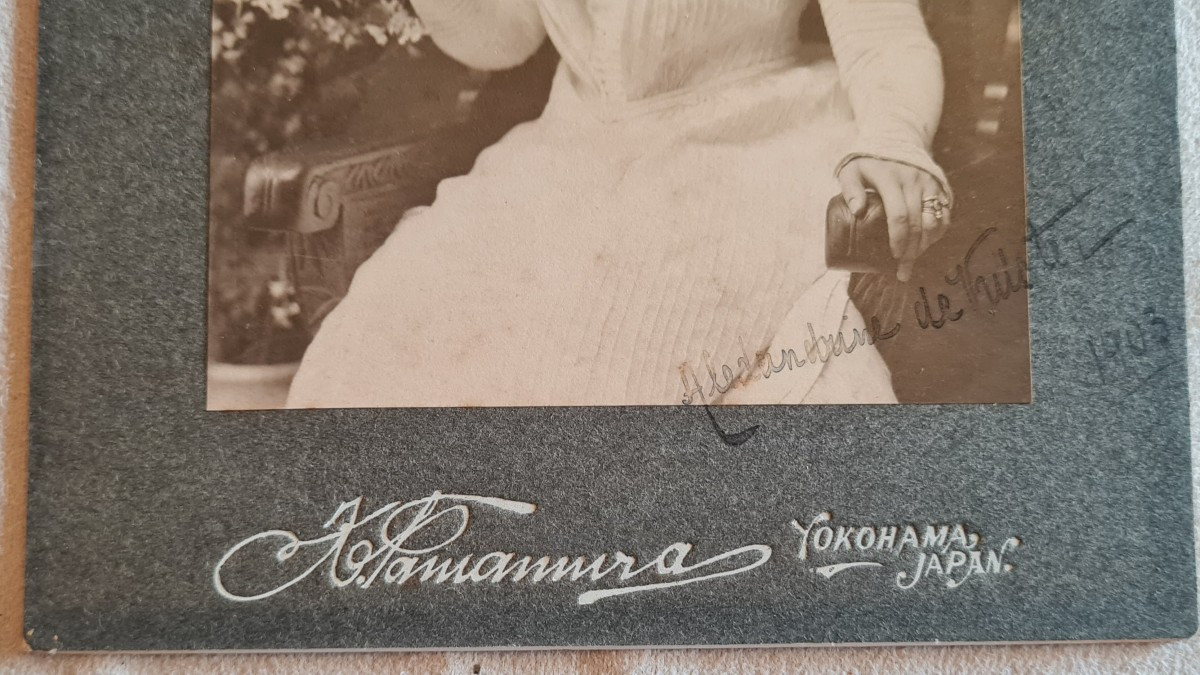 Alexandrine de
1903
K. Tamamura
YOKOHAMA,
JAPAN.